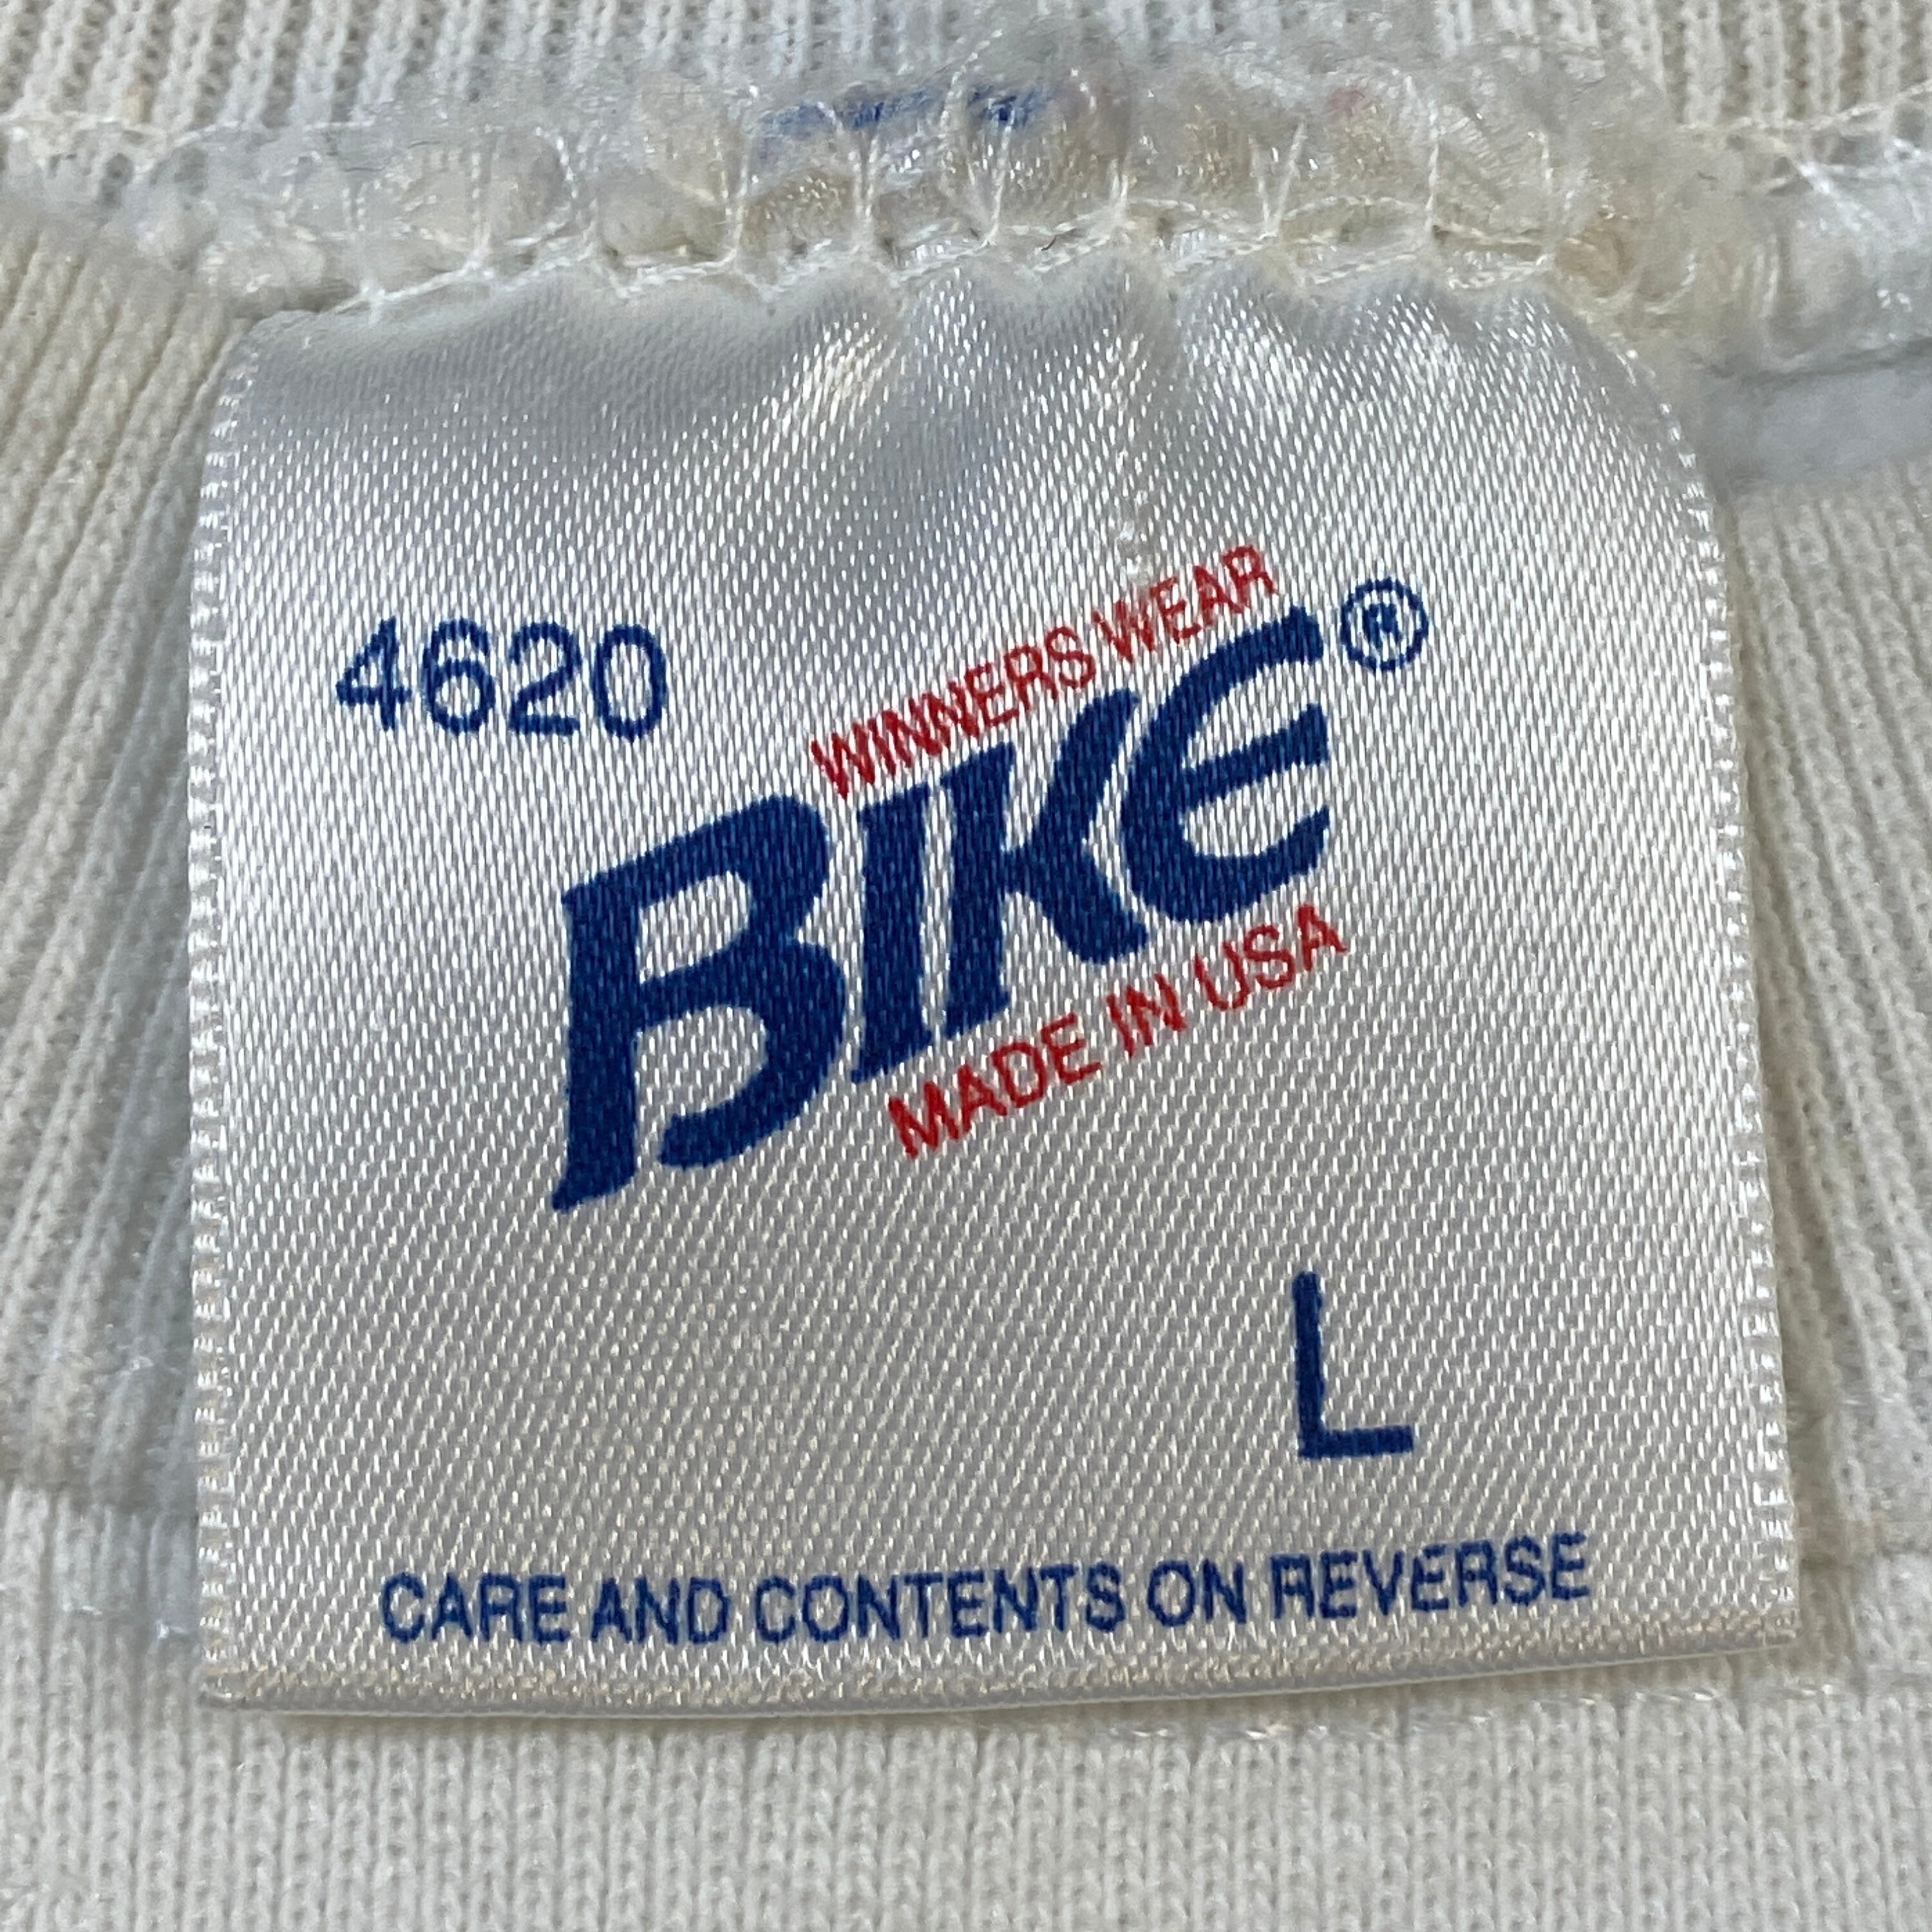 4620
WINNERS WEAR
BIKE®
MADE IN USA
L
CARE AND CONTENTS ON REVERSE